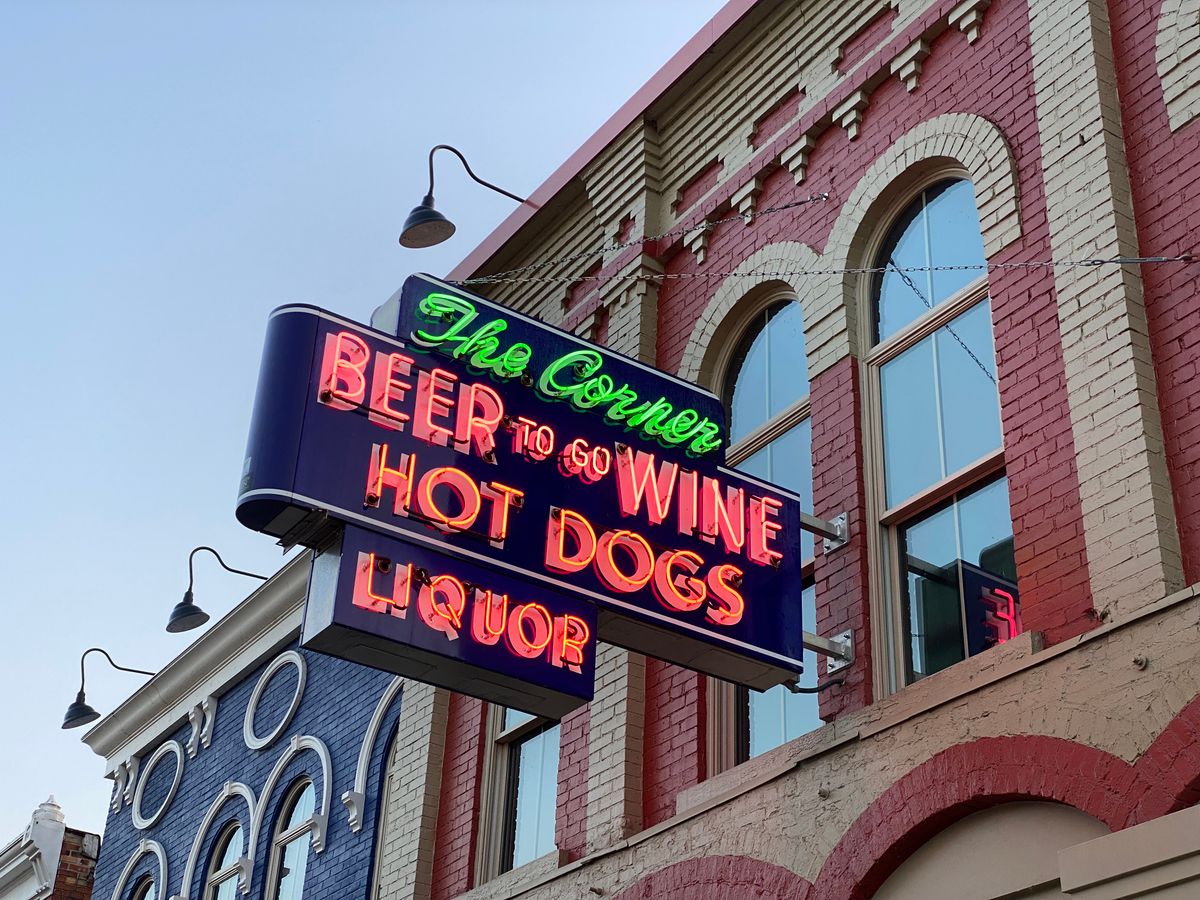 The Corner
BEER TO GO WINE
HOT DOGS
LIQUOR